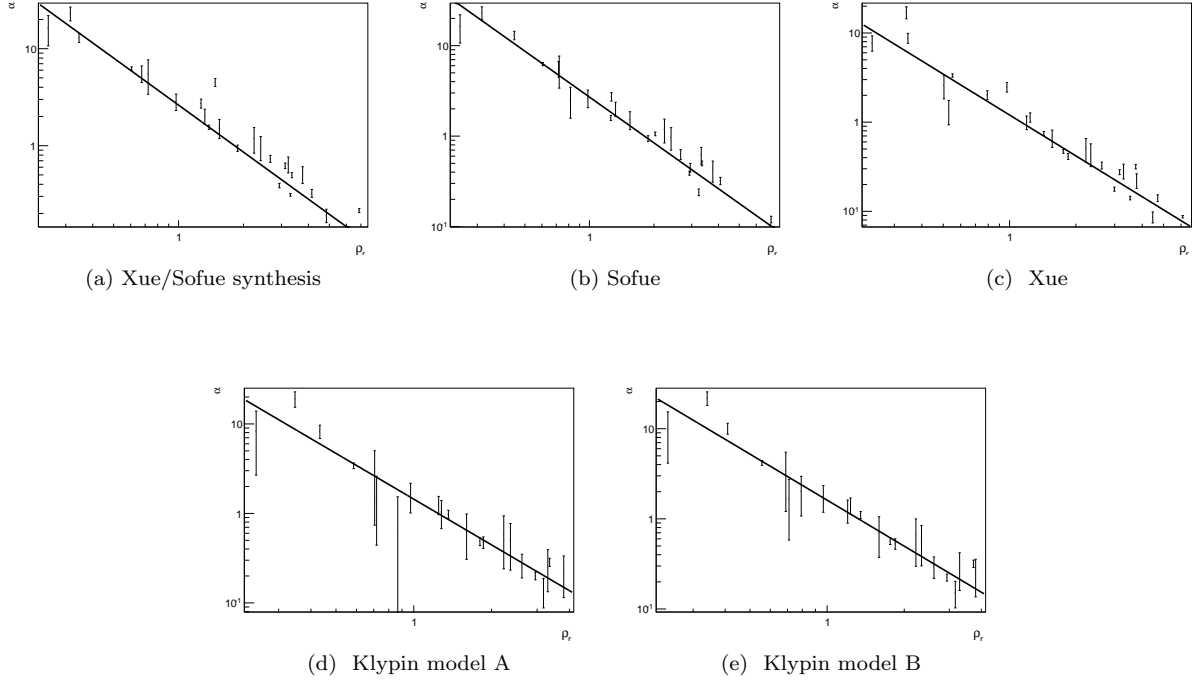 α
10
1
1
ρr
(a) Xue/Sofue synthesis
α
10
1
10-1
1
ρr
(b) Sofue
α
10
1
10-1
1
ρr
(c) Xue
α
10
1
10-1
1
ρr
(d) Klypin model A
α
10
1
10-1
1
ρr
(e) Klypin model B